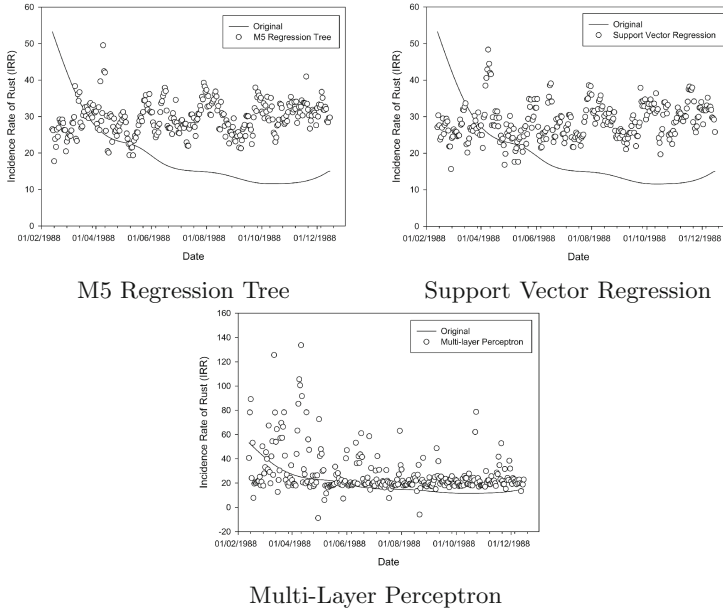 60
50
40
30
20
10
0
Incidence Rate of Rust (IRR)
Original
M5 Regression Tree
01/02/1988 01/04/1988 01/06/1988 01/08/1988 01/10/1988 01/12/1988
Date
M5 Regression Tree
60
50
40
30
20
10
0
Incidence Rate of Rust (IRR)
Original
Support Vector Regression
01/02/1988 01/04/1988 01/06/1988 01/08/1988 01/10/1988 01/12/1988
Date
Support Vector Regression
160
140
120
100
80
60
40
20
0
-20
Incidence Rate of Rust (IRR)
Original
Multi-layer Perceptron
01/02/1988 01/04/1988 01/06/1988 01/08/1988 01/10/1988 01/12/1988
Date
Multi-Layer Perceptron